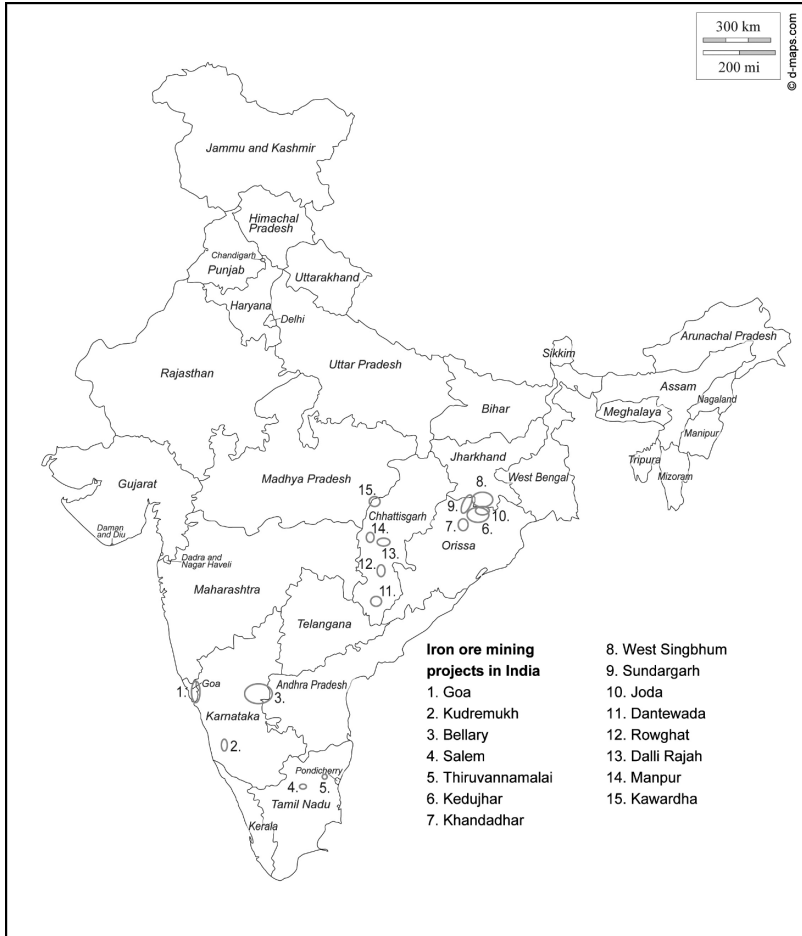 300 km
200 mi
© d-maps.com
Jammu and Kashmir
Himachal
Pradesh
Chandigarh
Punjab
Uttarakhand
Haryana
Delhi
Arunachal Pradesh
Sikkim
Uttar Pradesh
Rajasthan
Assam
Nagaland
Meghalaya
Bihar
Manipur
Jharkhand
Tripura
Mizoram
West Bengal
Madhya Pradesh
Gujarat
8.
15.
9.
Chhattisgarh
10.
7.
6.
Daman
and Diu
14.
Orissa
13.
Dadra and
Nagar Haveli
12.
Maharashtra
11.
Telangana
Goa
1.
Andhra Pradesh
3.
Karnataka
2.
Pondicherry
4.
5.
Tamil Nadu
Kerala
Iron ore mining
projects in India
1. Goa
2. Kudremukh
3. Bellary
4. Salem
5. Thiruvannamalai
6. Kedujhar
7. Khandadhar
8. West Singbhum
9. Sundargarh
10. Joda
11. Dantewada
12. Rowghat
13. Dalli Rajah
14. Manpur
15. Kawardha